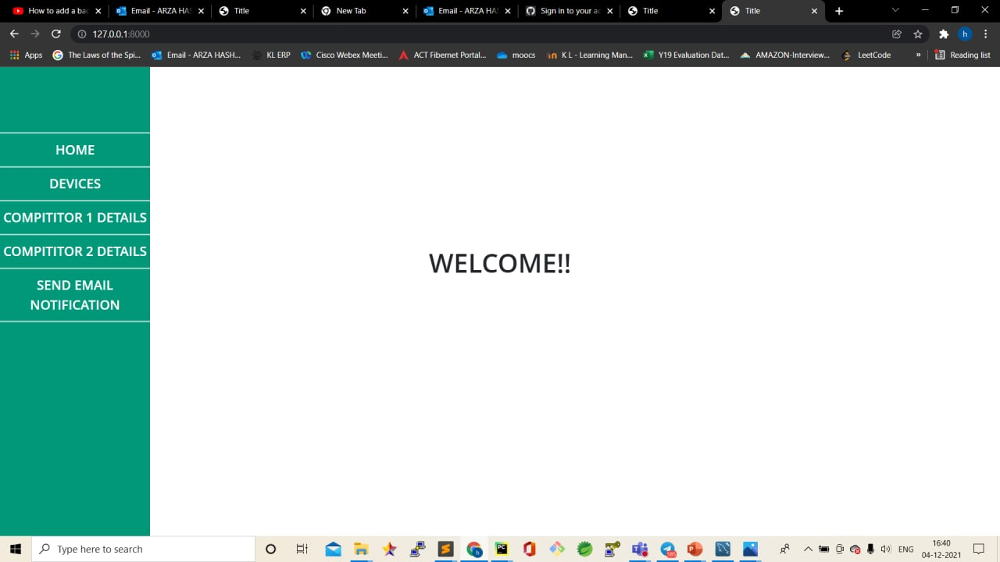 How to add a bac
Email - ARZA HAS
Title
New Tab
Email - ARZA HAS
Sign in to your ac
Title
Title
127.0.0.1:8000
h
Apps
The Laws of the Spi...
Email - ARZA HASH...
KL ERP
Cisco Webex Meeti...
ACT Fibernet Portal...
moocs
K L - Learning Man...
Y19 Evaluation Dat...
AMAZON-Interview...
LeetCode
»
Reading list
HOME
DEVICES
COMPITITOR 1 DETAILS
COMPITITOR 2 DETAILS
SEND EMAIL
NOTIFICATION
WELCOME!!
Type here to search
ENG
16:40
04-12-2021